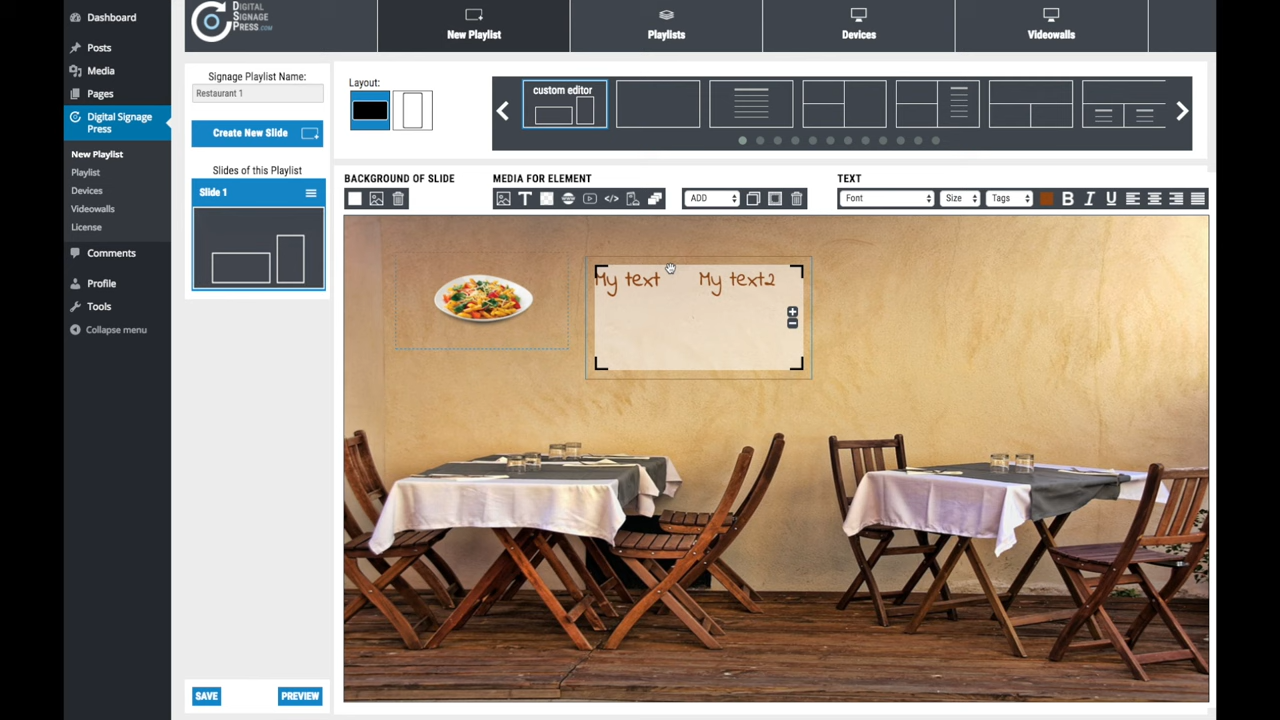 DIGITAL
SIGNAGE
PRESS.COM
New Playlist
Playlists
Devices
Videowalls
Dashboard
Posts
Media
Pages
Digital Signage
Press
New Playlist
Playlist
Devices
Videowalls
License
Comments
Profile
Tools
Collapse menu
Signage Playlist Name:
Restaurant 1
Create New Slide
Slides of this Playlist
Slide 1
SAVE
PREVIEW
Layout:
custom editor
BACKGROUND OF SLIDE
MEDIA FOR ELEMENT
TEXT
ADD
Font
Size
Tags
B I U
My text My text2